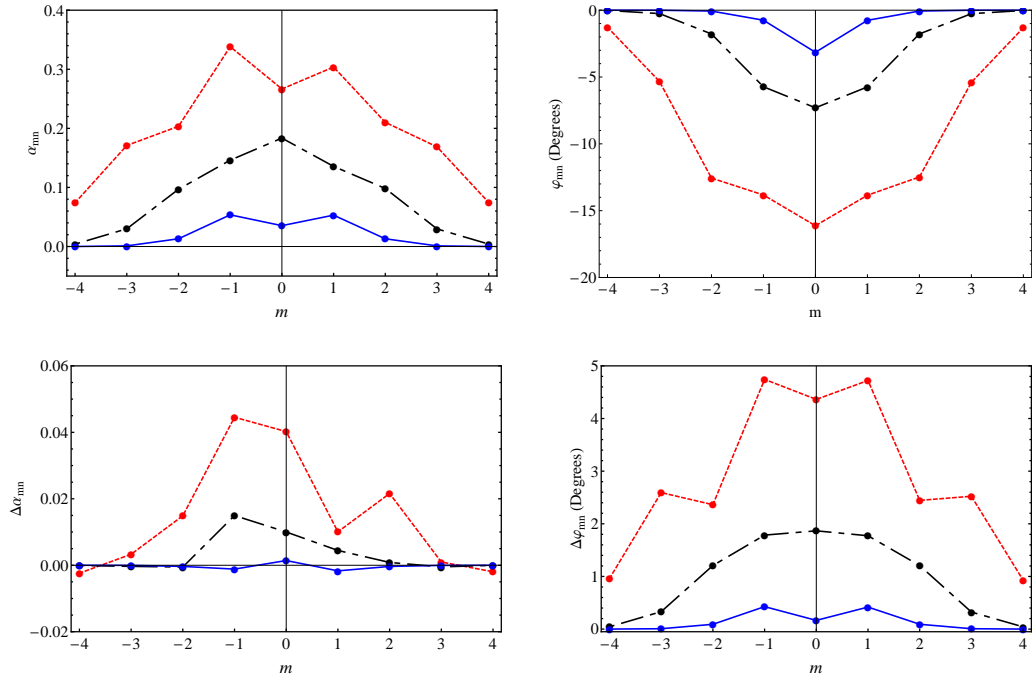 0.4
0.3
0.2
0.1
0.0
α_mn
−4 −3 −2 −1 0 1 2 3 4
m
0
−5
−10
−15
−20
φ_mn (Degrees)
−4 −3 −2 −1 0 1 2 3 4
m
0.06
0.04
0.02
0.00
−0.02
Δα_mn
−4 −3 −2 −1 0 1 2 3 4
m
5
4
3
2
1
0
Δφ_mn (Degrees)
−4 −3 −2 −1 0 1 2 3 4
m